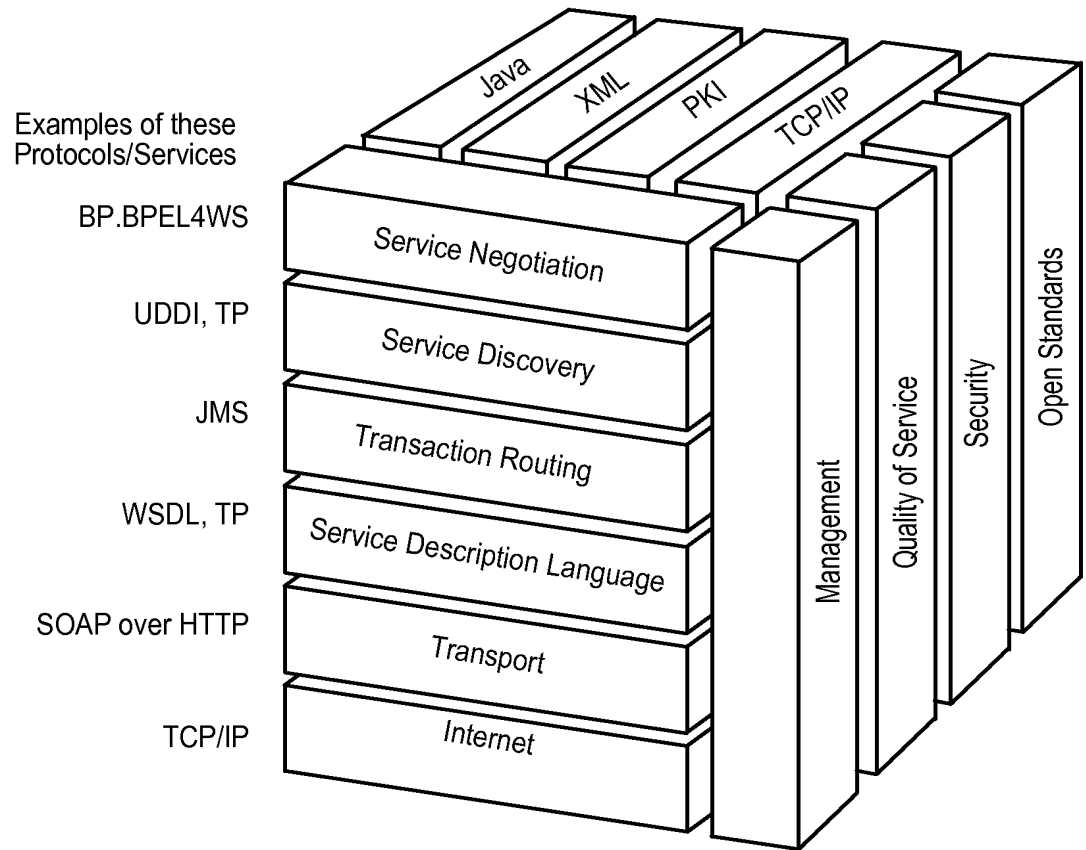 Java
XML
PKI
TCP/IP
Examples of these
Protocols/Services
BP.BPEL4WS
Service Negotiation
UDDI, TP
Service Discovery
JMS
Transaction Routing
WSDL, TP
Service Description Language
SOAP over HTTP
Transport
TCP/IP
Internet
Management
Quality of Service
Security
Open Standards